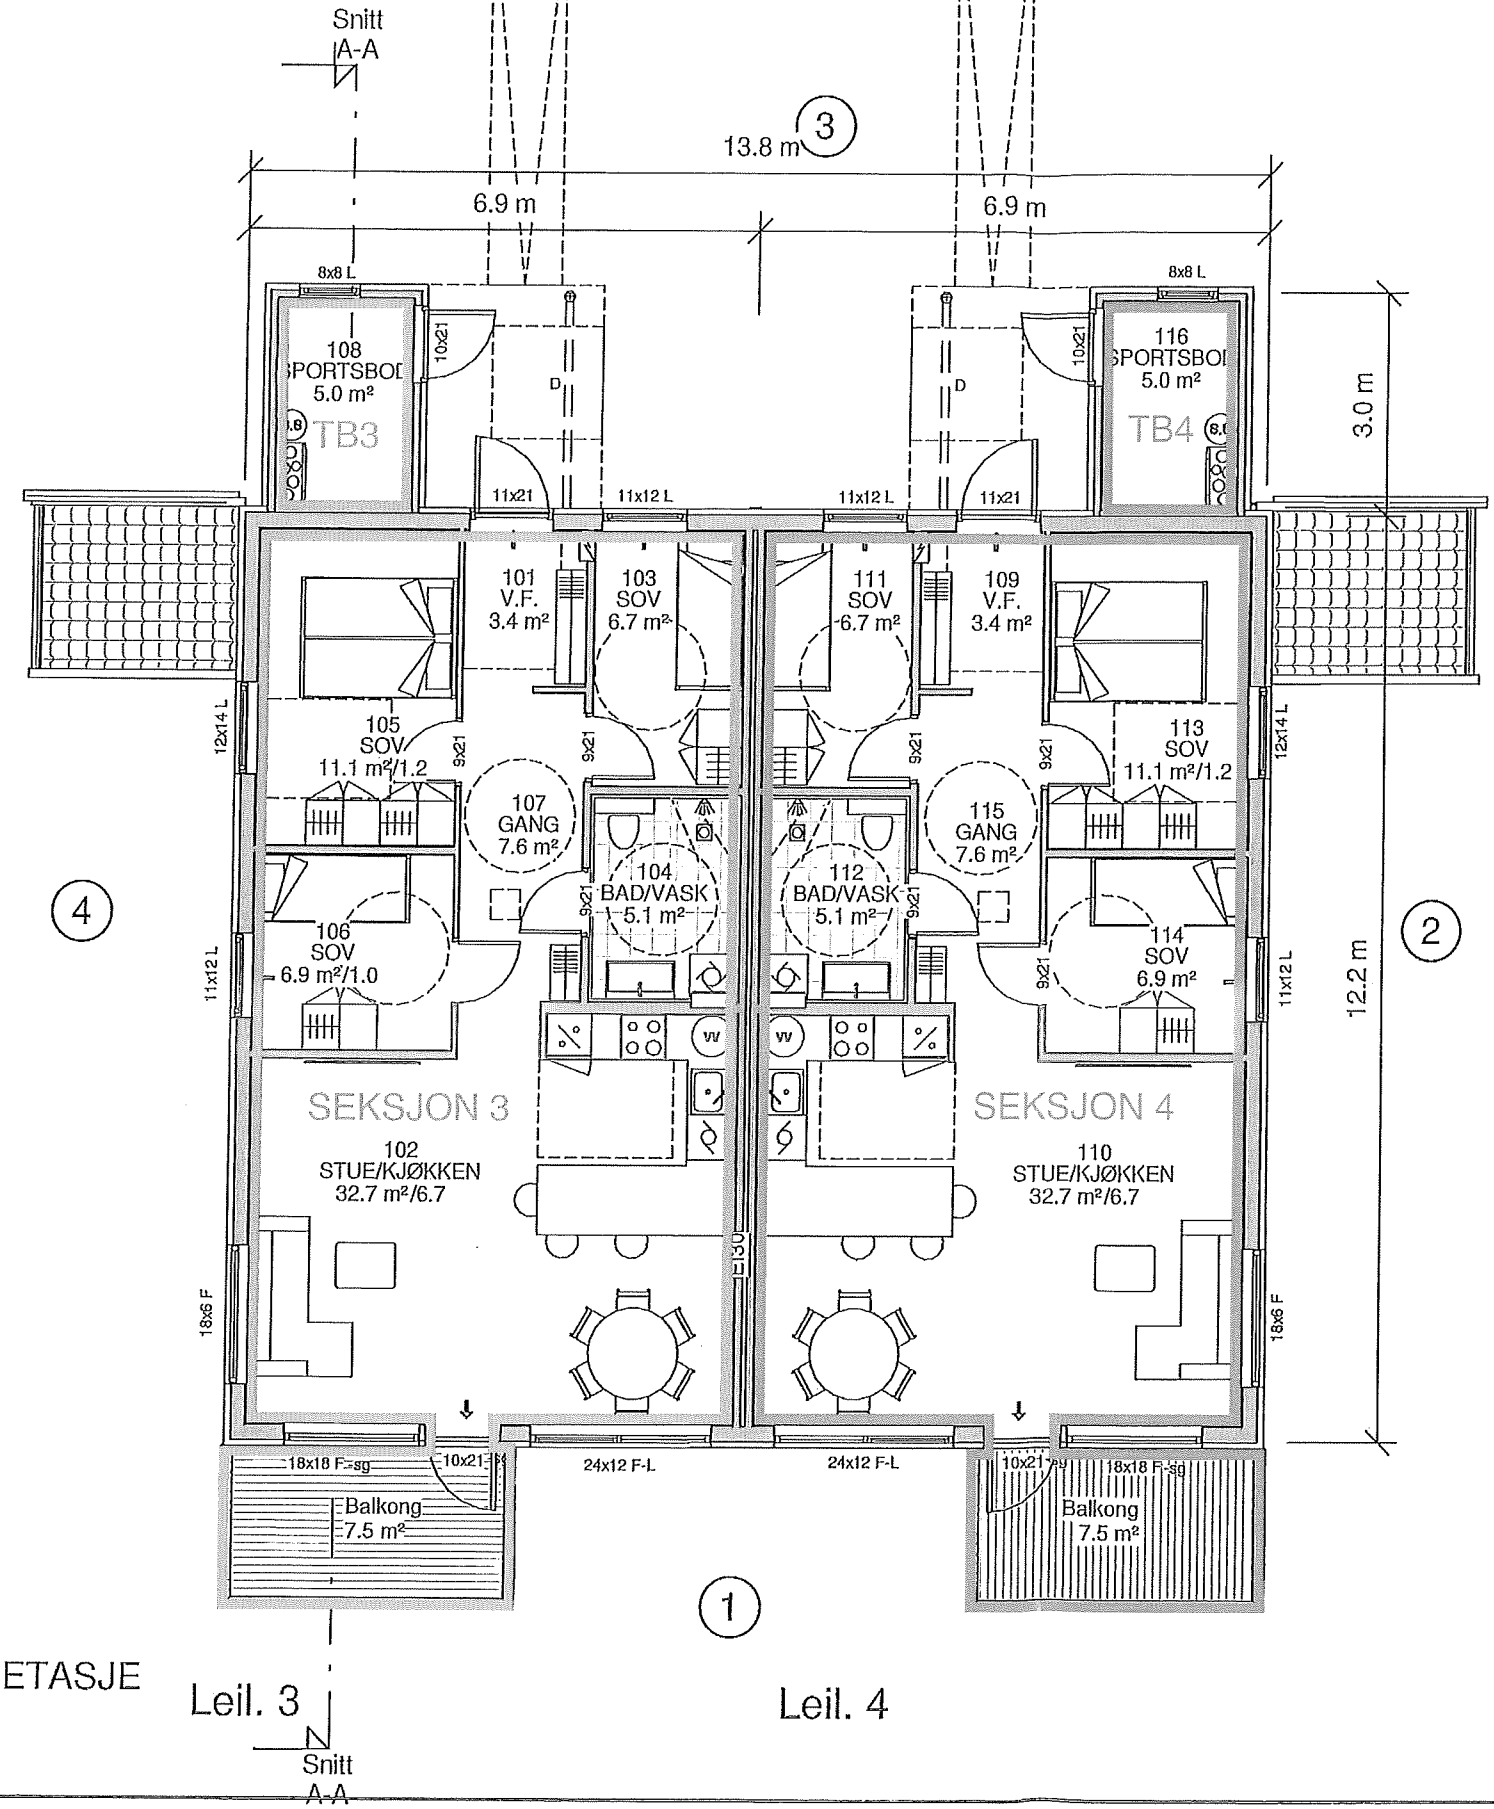 Snitt
A-A
3
13.8 m
6.9 m
6.9 m
8x8 L
8x8 L
108
SPORTSBOD
5.0 m²
TB3
10x21
D
D
10x21
116
SPORTSBOD
5.0 m²
TB4
3.0 m
11x21
11x12 L
11x12 L
11x21
101
V.F.
3.4 m²
103
SOV
6.7 m²
111
SOV
6.7 m²
109
V.F.
3.4 m²
12x14 L
105
SOV
11.1 m²/1.2
9x21
9x21
9x21
9x21
113
SOV
11.1 m²/1.2
12x14 L
107
GANG
7.6 m²
115
GANG
7.6 m²
4
104
BAD/VASK
5.1 m²
9x21
112
BAD/VASK
5.1 m²
9x21
2
11x12 L
106
SOV
6.9 m²/1.0
9x21
114
SOV
6.9 m²
11x12 L
12.2 m
W
W
SEKSJON 3
SEKSJON 4
102
STUE/KJØKKEN
32.7 m²/6.7
110
STUE/KJØKKEN
32.7 m²/6.7
EI30
18x6 F
18x6 F
18x18 F-sg
10x21-sg
24x12 F-L
24x12 F-L
10x21-sg
18x18 F-sg
Balkong
7.5 m²
Balkong
7.5 m²
1
ETASJE
Leil. 3
Leil. 4
Snitt
A-A